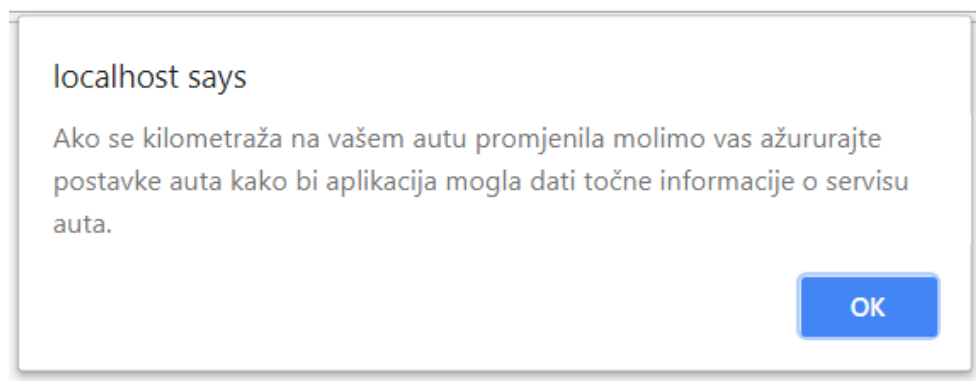 localhost says
Ako se kilometraža na vašem autu promjenila molimo vas ažururajte
postavke auta kako bi aplikacija mogla dati točne informacije o servisu
auta.
OK